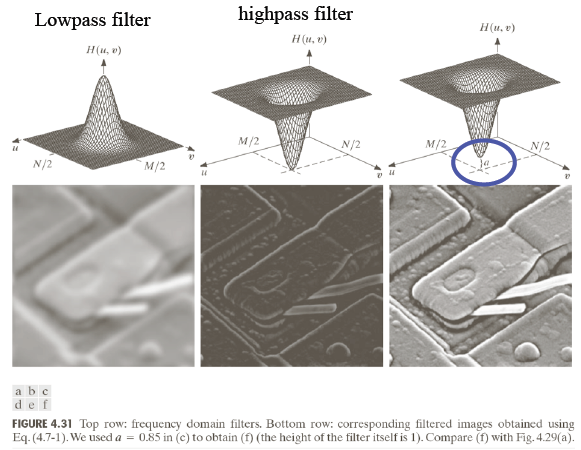 Lowpass filter
highpass filter
H(u, v)
H(u, v)
H(u, v)
u
N/2
M/2
v
M/2
N/2
u
v
M/2
a
N/2
u
v
a b c
d e f
FIGURE 4.31 Top row: frequency domain filters. Bottom row: corresponding filtered images obtained using
Eq. (4.7-1). We used a = 0.85 in (c) to obtain (f) (the height of the filter itself is 1). Compare (f) with Fig. 4.29(a).